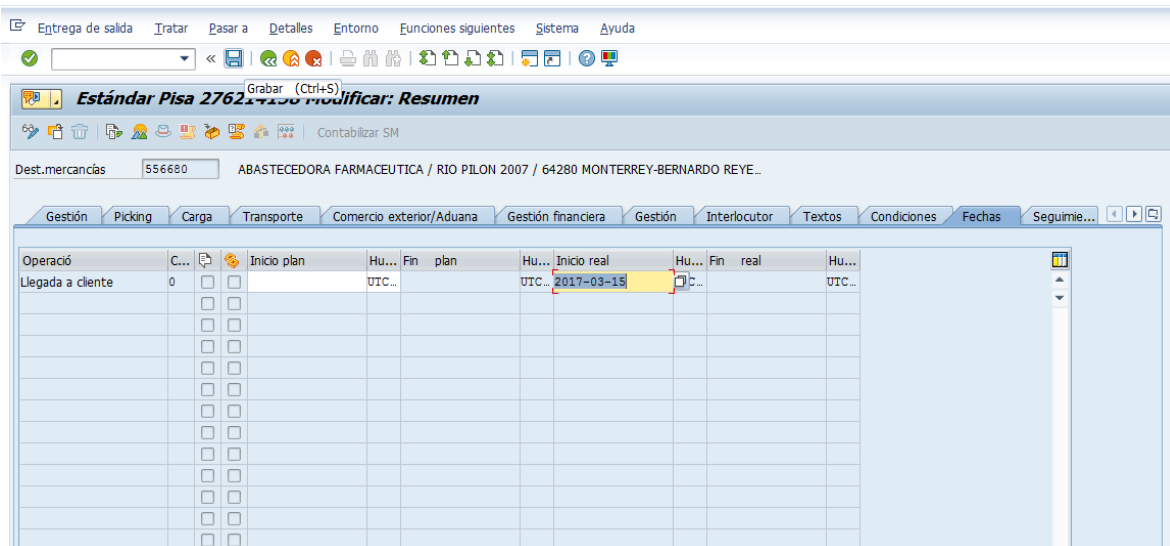 Entrega de salida Tratar Pasar a Detalles Entorno Funciones siguientes Sistema Ayuda
Grabar (Ctrl+S)
Estándar Pisa 276214138 Modificar: Resumen
Contabilizar SM
Dest.mercancías 556680 ABASTECEDORA FARMACEUTICA / RIO PILON 2007 / 64280 MONTERREY-BERNARDO REYE...
Gestión Picking Carga Transporte Comercio exterior/Aduana Gestión financiera Gestión Interlocutor Textos Condiciones Fechas Seguimie...
Operació C... Inicio plan Hu... Fin plan Hu... Inicio real Hu... Fin real Hu...
Llegada a cliente 0 UTC... UTC... 2017-03-15 C... UTC...